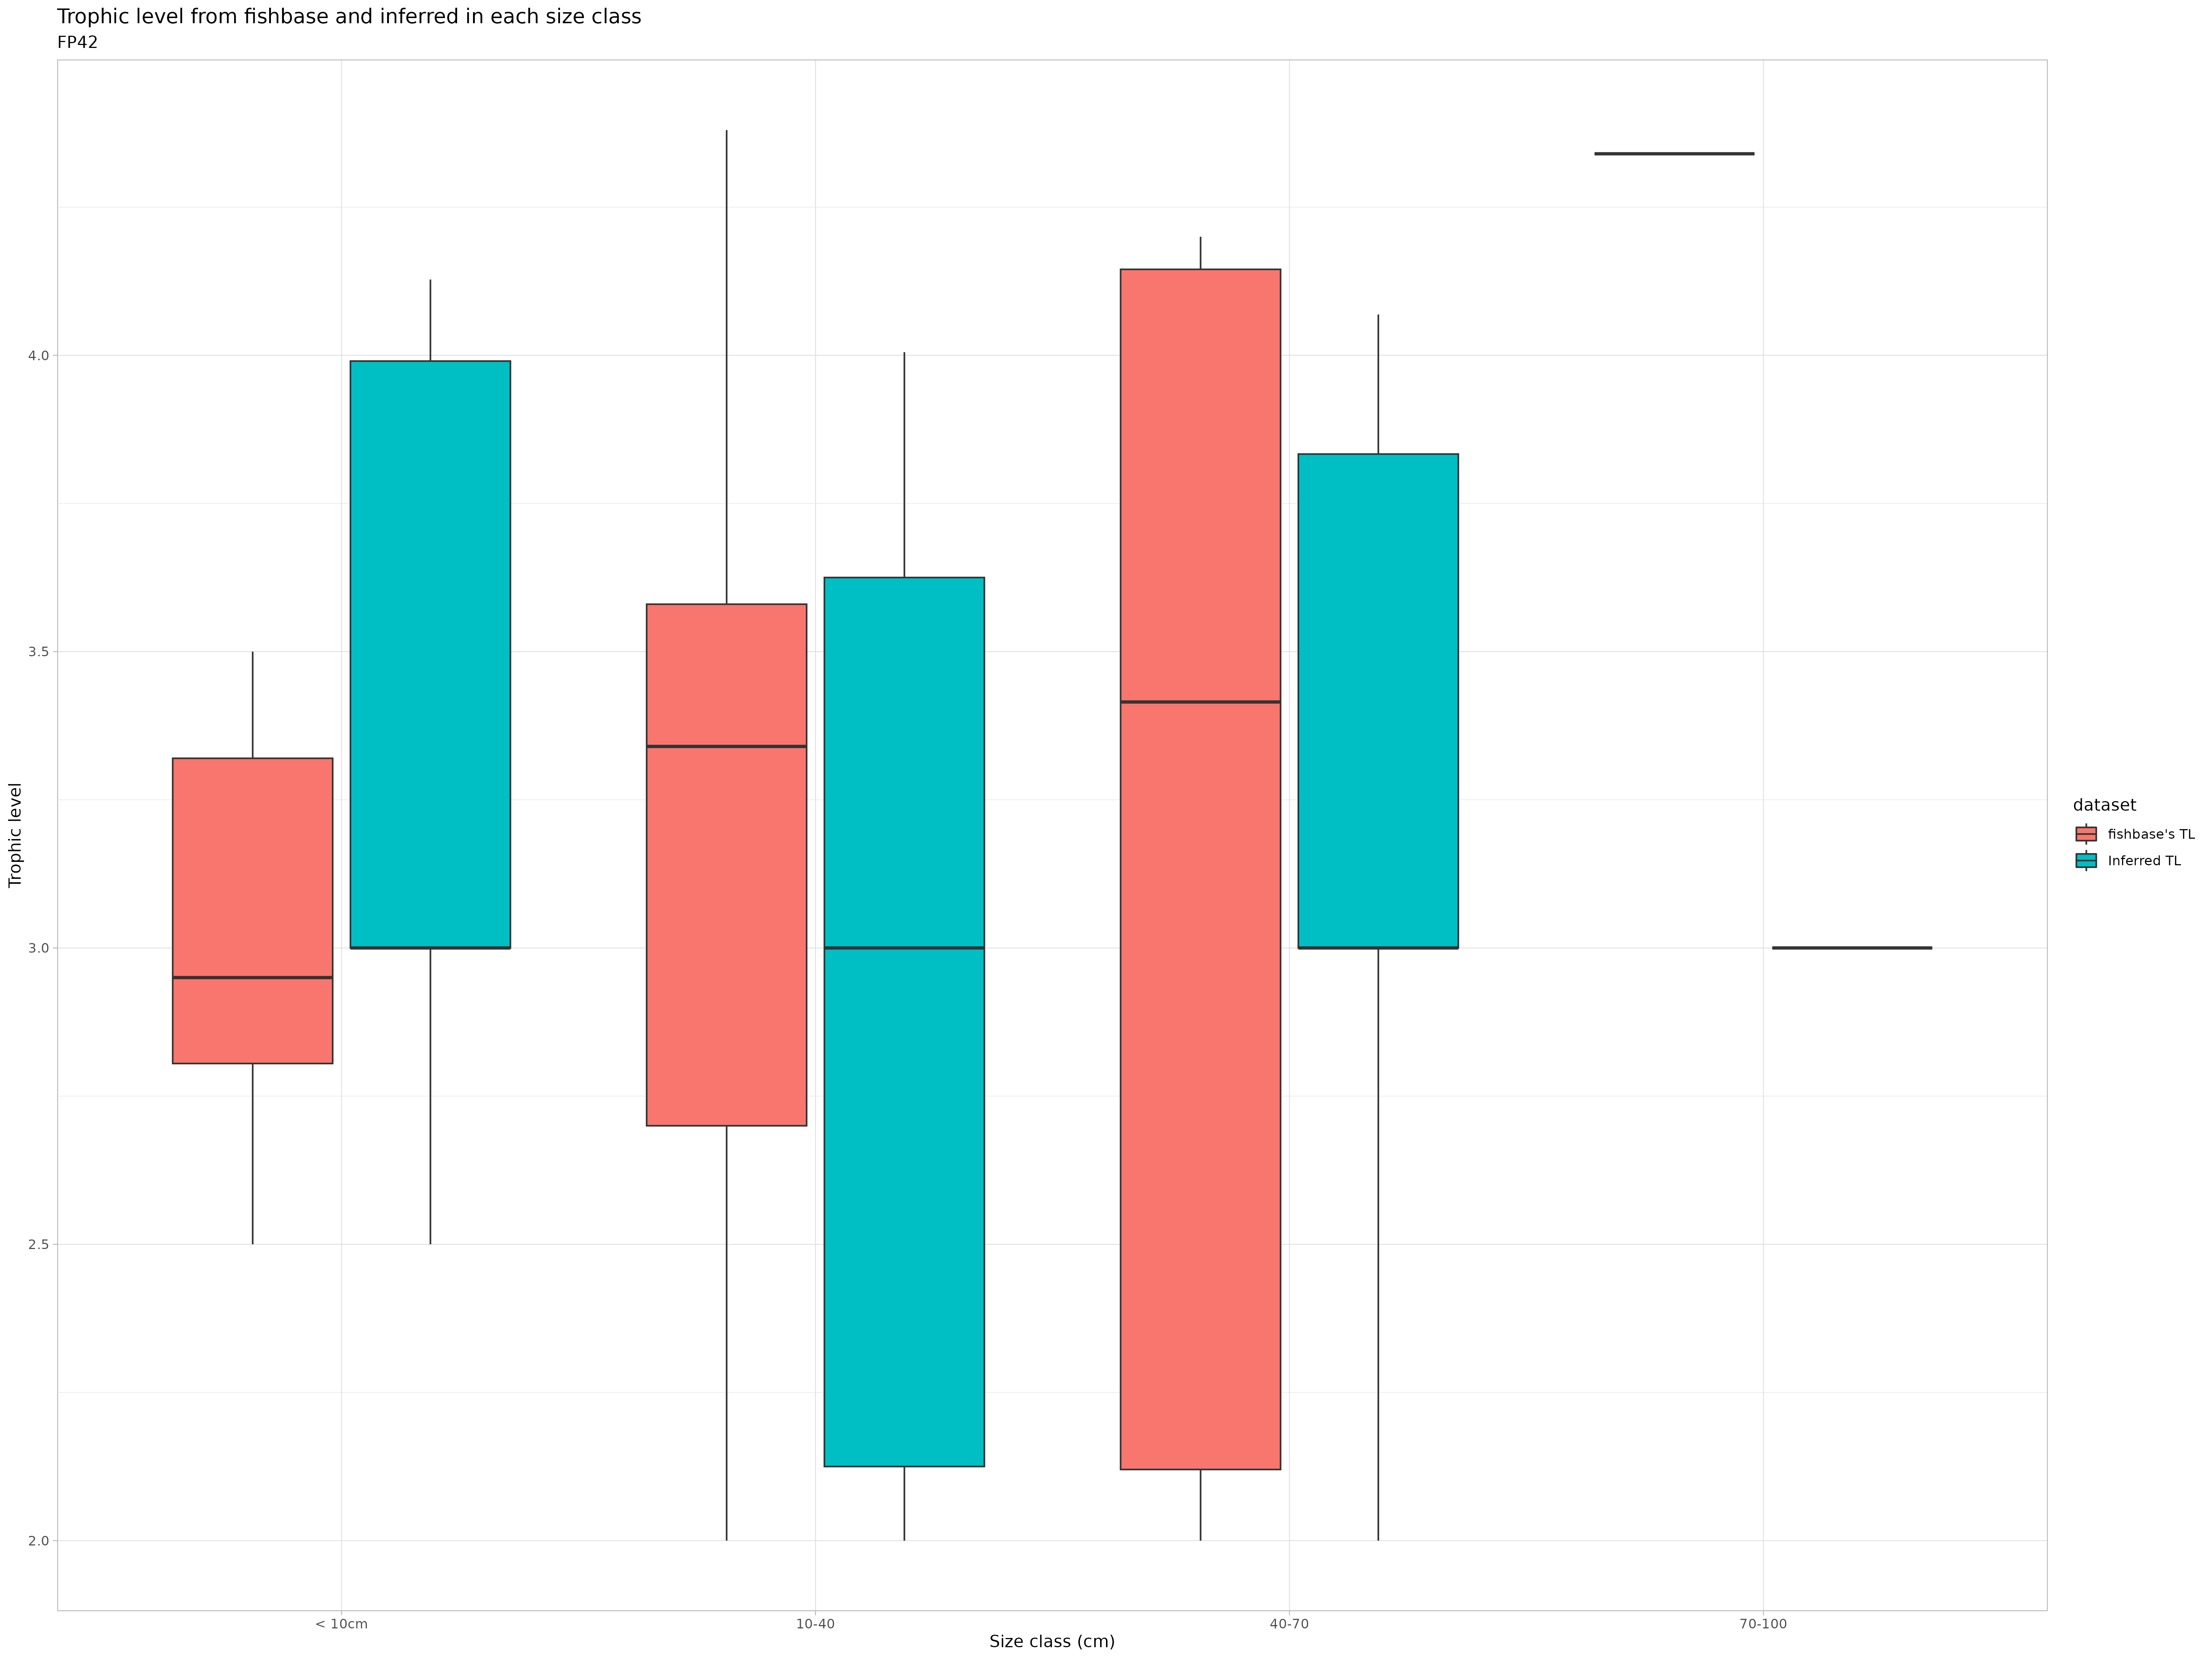 Trophic level from fishbase and inferred in each size class
FP42
Trophic level
4.0
3.5
3.0
2.5
2.0
< 10cm
10-40
40-70
70-100
Size class (cm)
dataset
fishbase's TL
Inferred TL